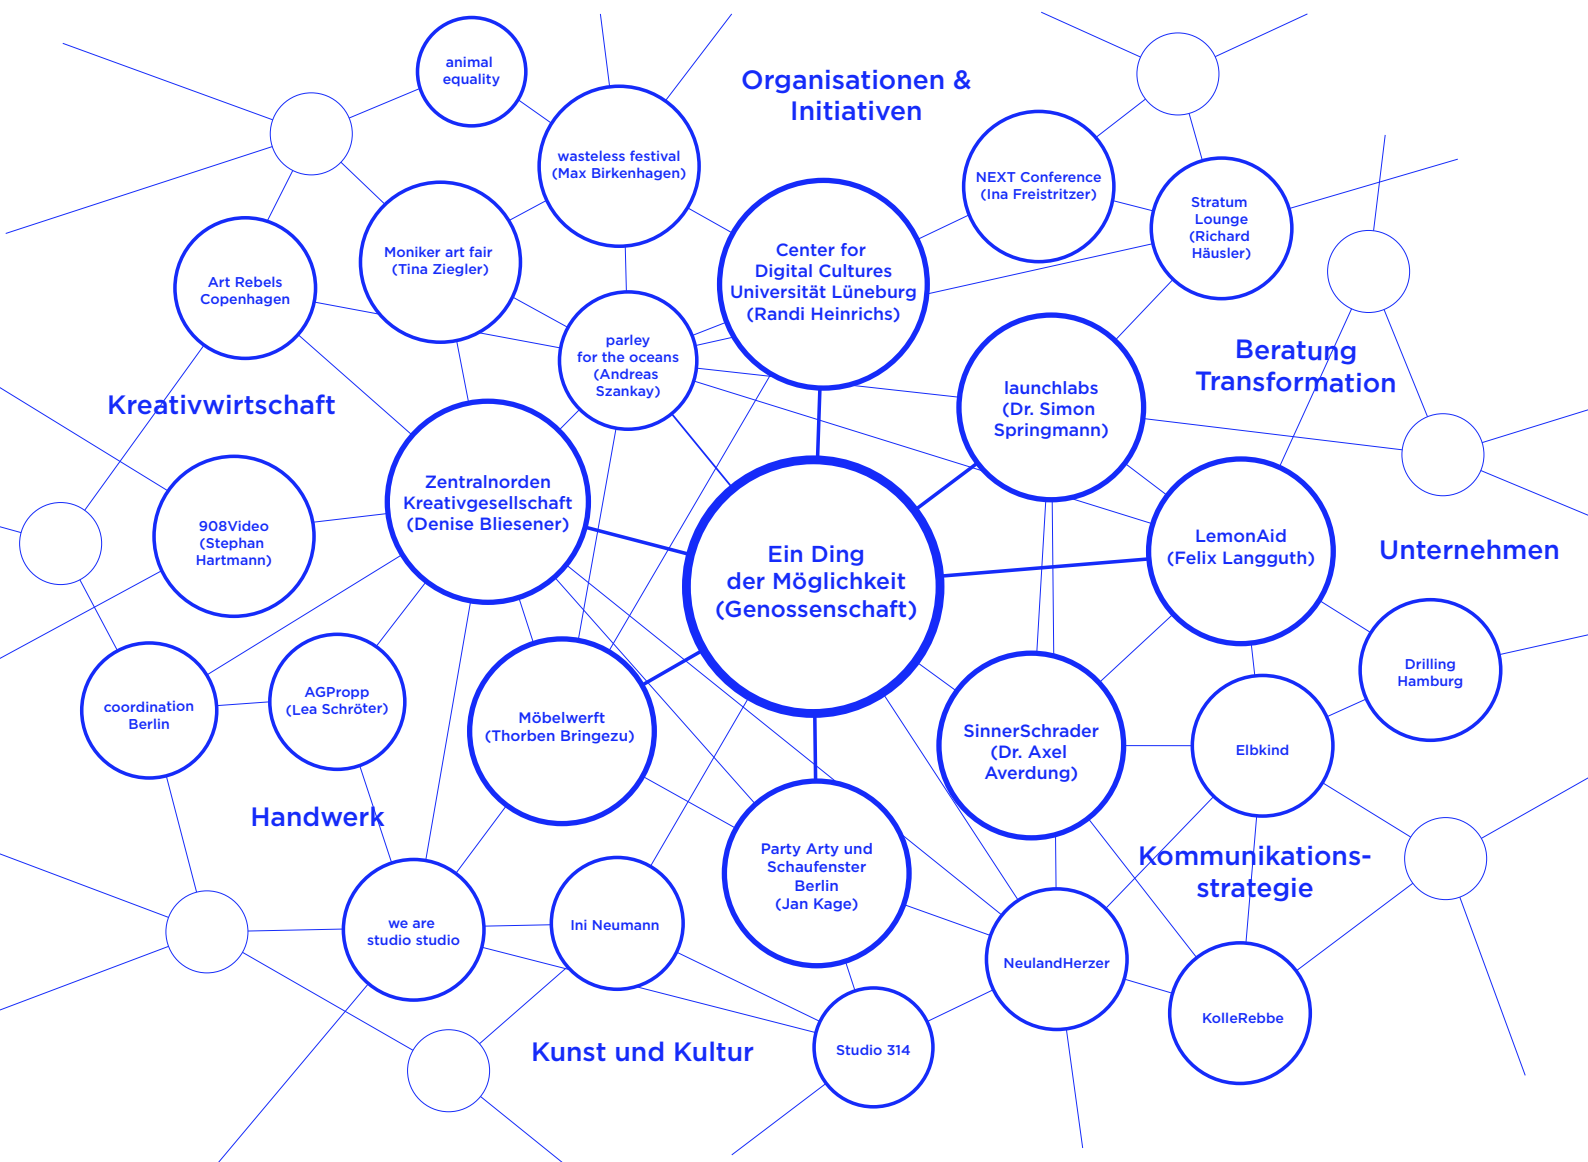 animal
equality
Organisationen &
Initiativen
wasteless festival
(Max Birkenhagen)
NEXT Conference
(Ina Freistritzer)
Stratum
Lounge
(Richard
Häusler)
Moniker art fair
(Tina Ziegler)
Center for
Digital Cultures
Universität Lüneburg
(Randi Heinrichs)
Art Rebels
Copenhagen
parley
for the oceans
(Andreas
Szankay)
Beratung
Transformation
Kreativwirtschaft
launchlabs
(Dr. Simon
Springmann)
Zentralnorden
Kreativgesellschaft
(Denise Bliesener)
908Video
(Stephan
Hartmann)
Ein Ding
der Möglichkeit
(Genossenschaft)
LemonAid
(Felix Langguth)
Unternehmen
Drilling
Hamburg
coordination
Berlin
AGPropp
(Lea Schröter)
Möbelwerft
(Thorben Bringezu)
SinnerSchrader
(Dr. Axel
Averdung)
Elbkind
Handwerk
Party Arty und
Schaufenster
Berlin
(Jan Kage)
Kommunikations-
strategie
we are
studio studio
Ini Neumann
NeulandHerzer
KolleRebbe
Kunst und Kultur
Studio 314